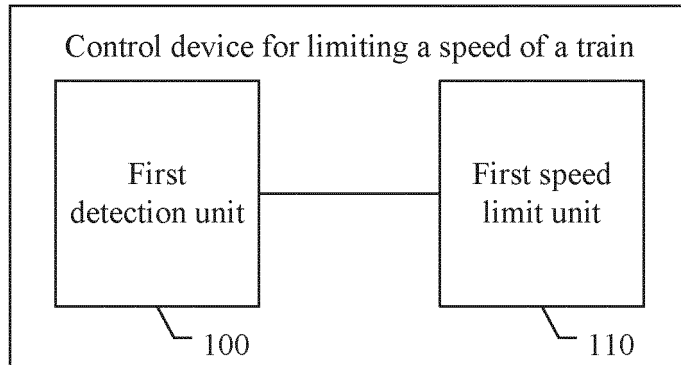 Control device for limiting a speed of a train
First
detection unit
First speed
limit unit
100
110